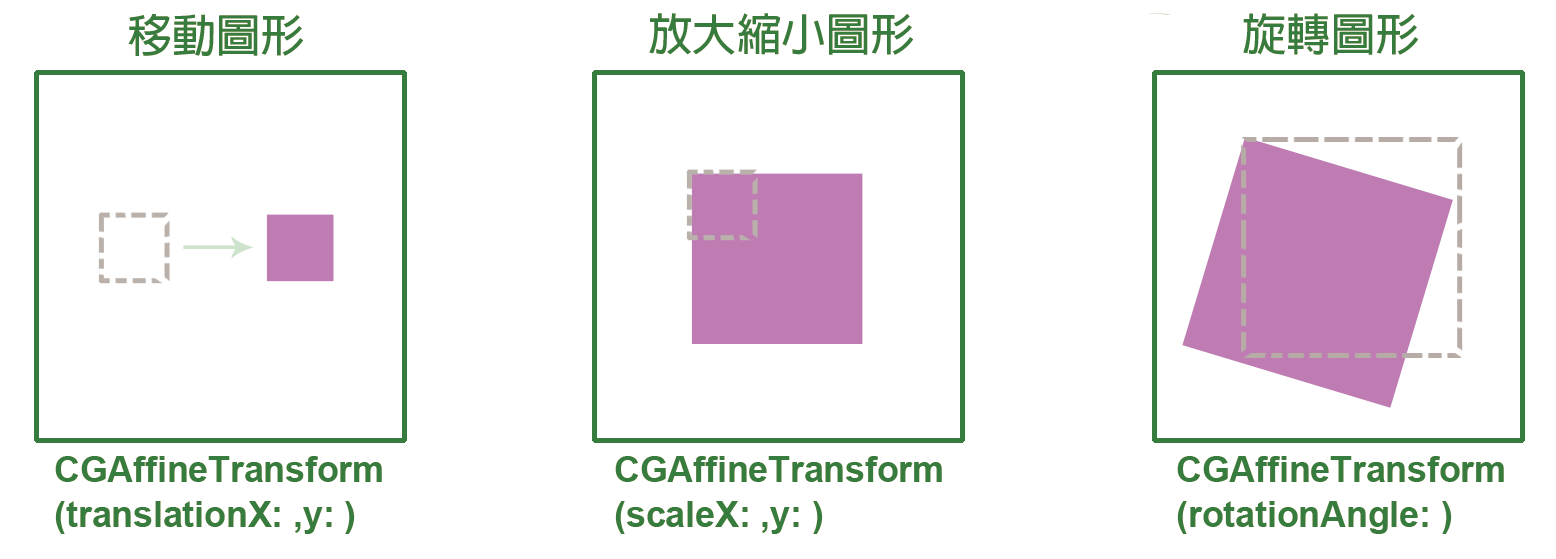 移動圖形
放大縮小圖形
旋轉圖形
CGAffineTransform
(translationX: ,y: )
CGAffineTransform
(scaleX: ,y: )
CGAffineTransform
(rotationAngle: )